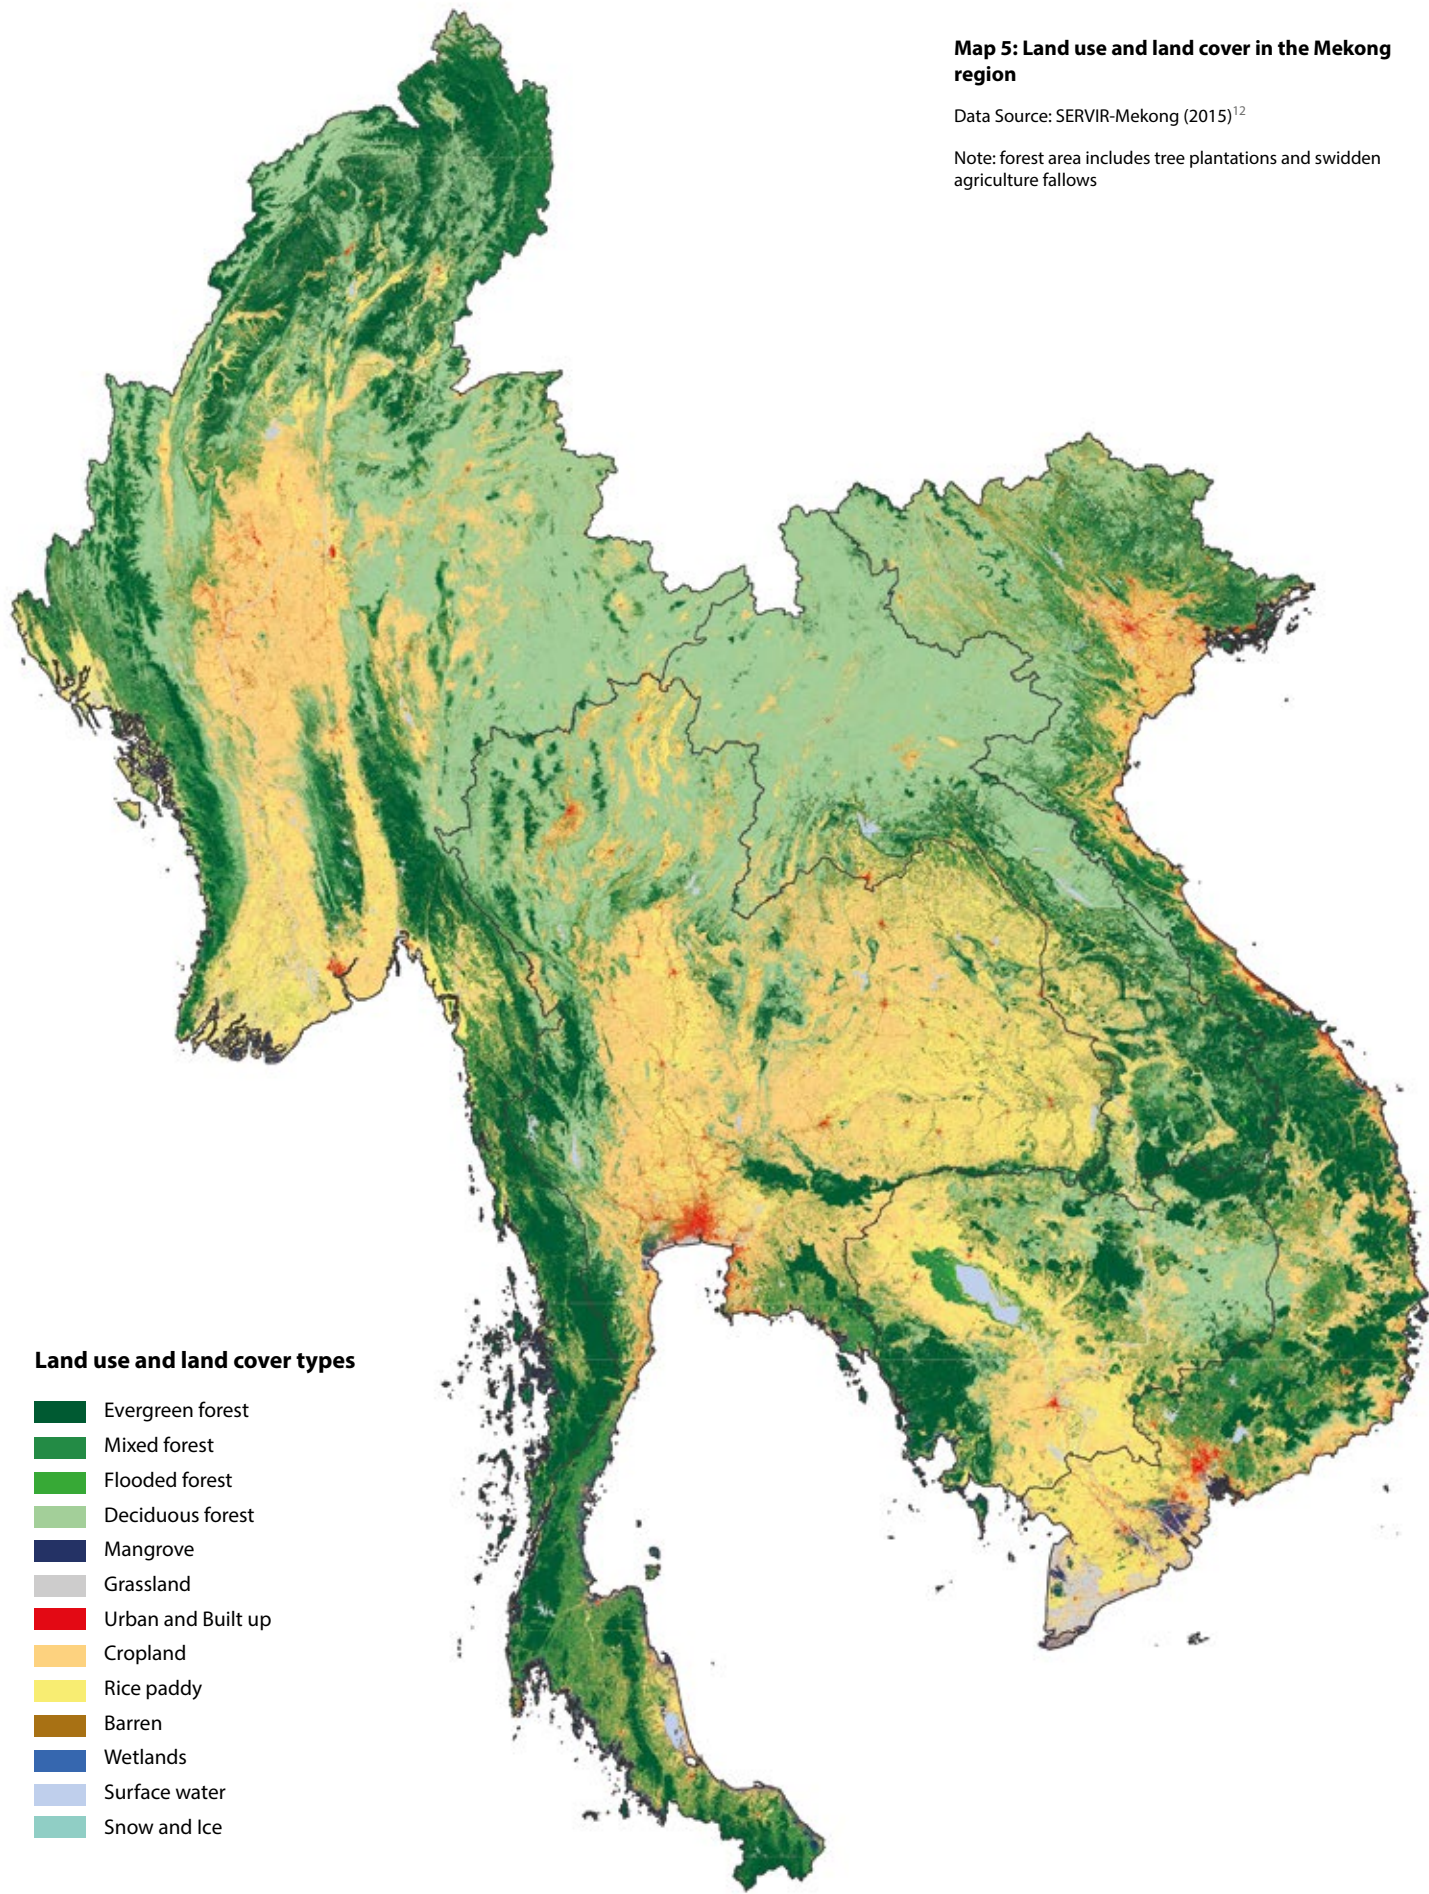 Map 5: Land use and land cover in the Mekong
region
Data Source: SERVIR-Mekong (2015)12
Note: forest area includes tree plantations and swidden
agriculture fallows
Land use and land cover types
Evergreen forest
Mixed forest
Flooded forest
Deciduous forest
Mangrove
Grassland
Urban and Built up
Cropland
Rice paddy
Barren
Wetlands
Surface water
Snow and Ice